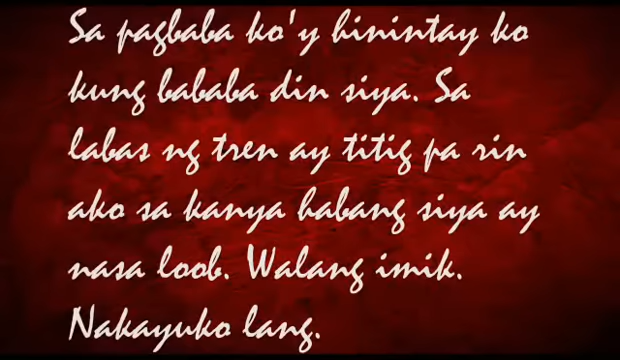 Sa pagbaba ko'y hinintay ko
kung bababa din siya. Sa
labas ng tren ay titig pa rin
ako sa kanya habang siya ay
nasa loob. Walang imik.
Nakayuko lang.